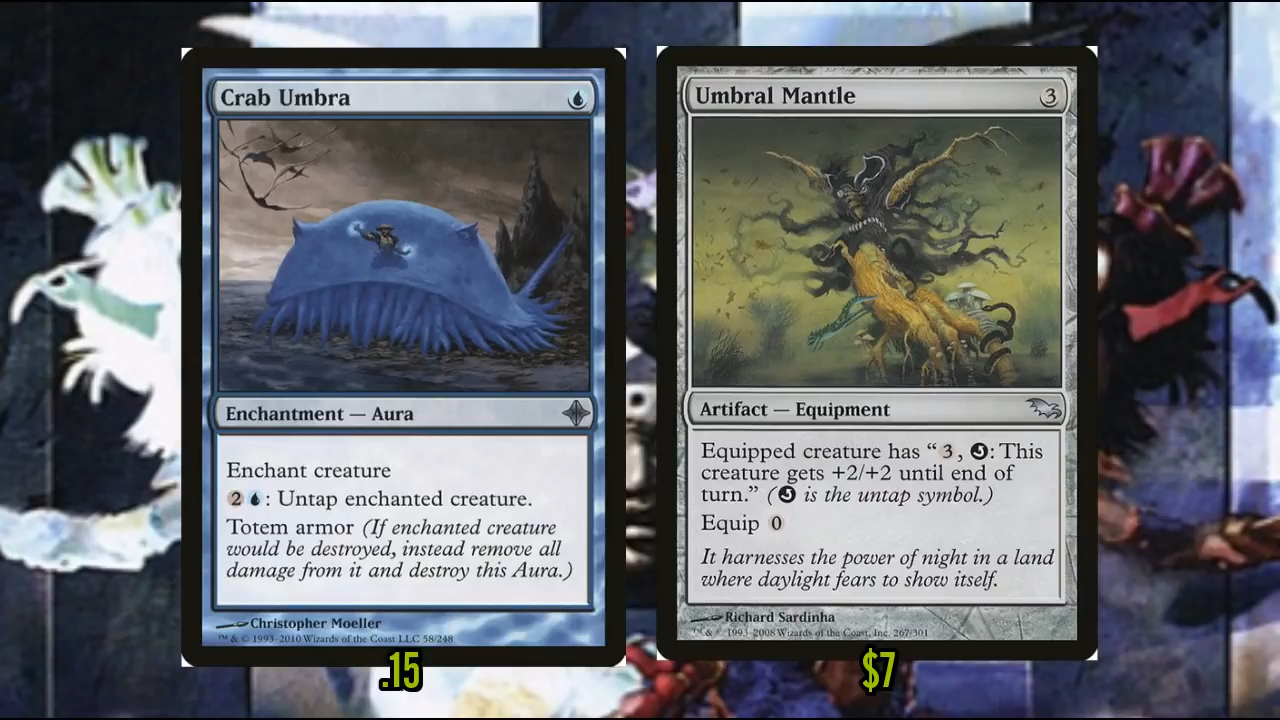 Crab Umbra
Enchantment — Aura
Enchant creature
2: Untap enchanted creature.
Totem armor (If enchanted creature
would be destroyed, instead remove all
damage from it and destroy this Aura.)
Christopher Moeller
™ & © 1993–2010 Wizards of the Coast LLC 58/248
.15
Umbral Mantle 3
Artifact — Equipment
Equipped creature has “3, : This
creature gets +2/+2 until end of
turn.” ( is the untap symbol.)
Equip 0
It harnesses the power of night in a land
where daylight fears to show itself.
Richard Sardinha
™ & © 1993–2008 Wizards of the Coast, Inc. 267/301
$7